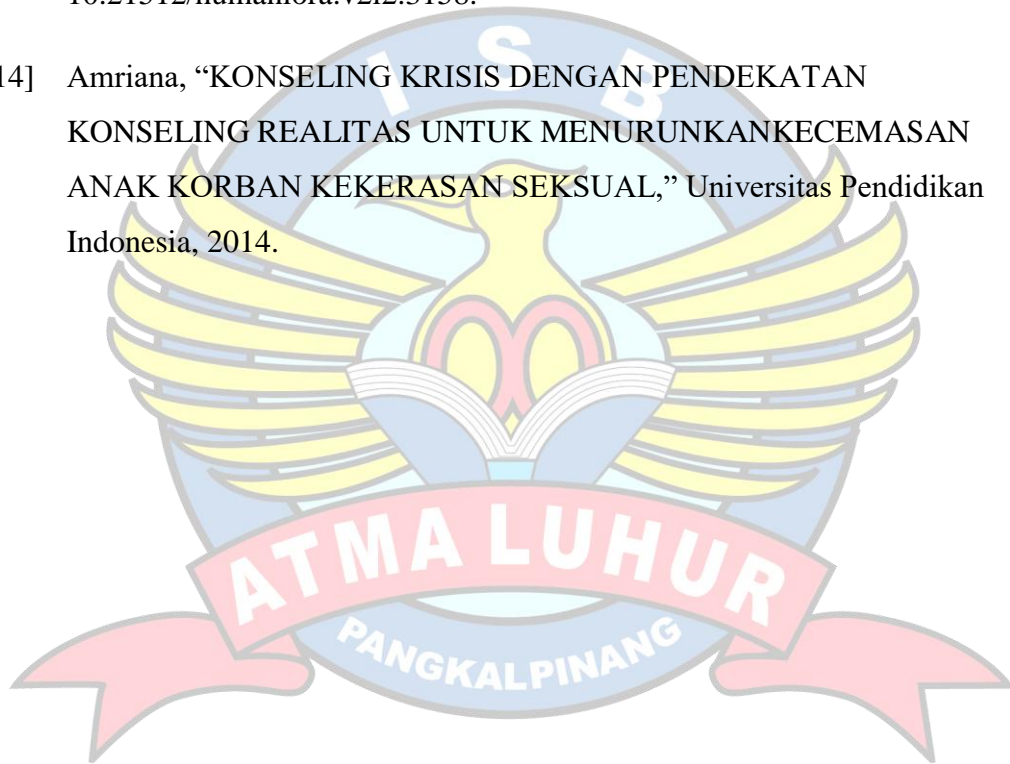 14] Amriana, “KONSELING KRISIS DENGAN PENDEKATAN
KONSELING REALITAS UNTUK MENURUNKANKECEMASAN
ANAK KORBAN KEKERASAN SEKSUAL,” Universitas Pendidikan
Indonesia, 2014.
I S B
ATMA LUHUR
PANGKALPINANG